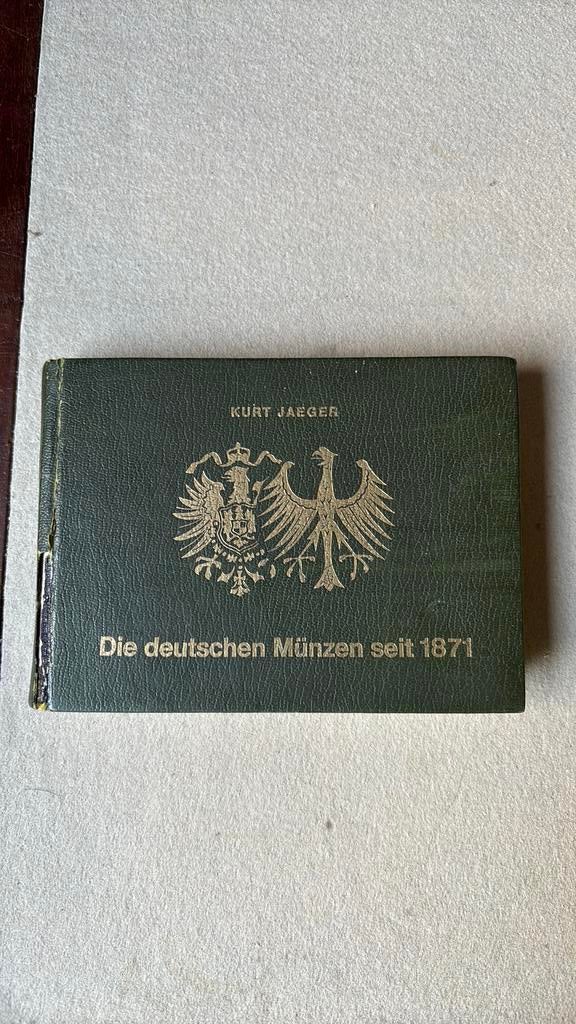 KURT JAEGER
Die deutschen Münzen seit 1871